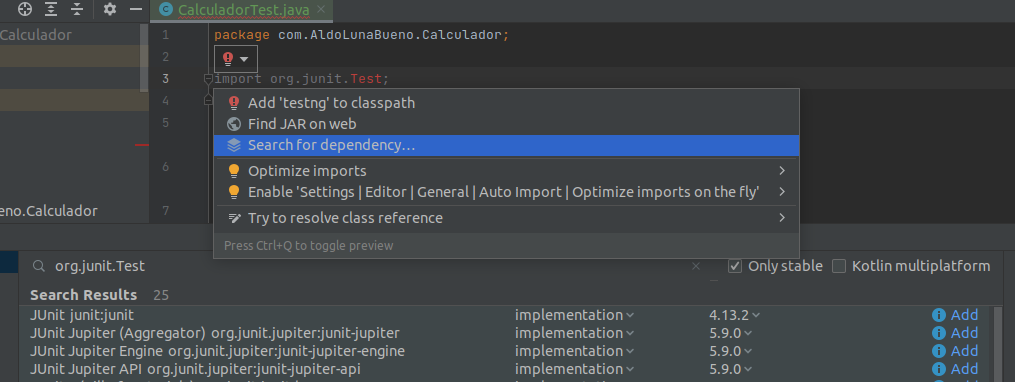 CalculadorTest.java
Calculador
1 package com.AldoLunaBueno.Calculador;
2
3 import org.junit.Test;
4
Add 'testng' to classpath
5 Find JAR on web
Search for dependency…
6 Optimize imports
Enable 'Settings | Editor | General | Auto Import | Optimize imports on the fly'
eno.Calculador
7 Try to resolve class reference
Press Ctrl+Q to toggle preview
org.junit.Test Only stable Kotlin multiplatform
Search Results 25
JUnit junit:junit implementation 4.13.2 Add
JUnit Jupiter (Aggregator) org.junit.jupiter:junit-jupiter implementation 5.9.0 Add
JUnit Jupiter Engine org.junit.jupiter:junit-jupiter-engine implementation 5.9.0 Add
JUnit Jupiter API org.junit.jupiter:junit-jupiter-api implementation 5.9.0 Add